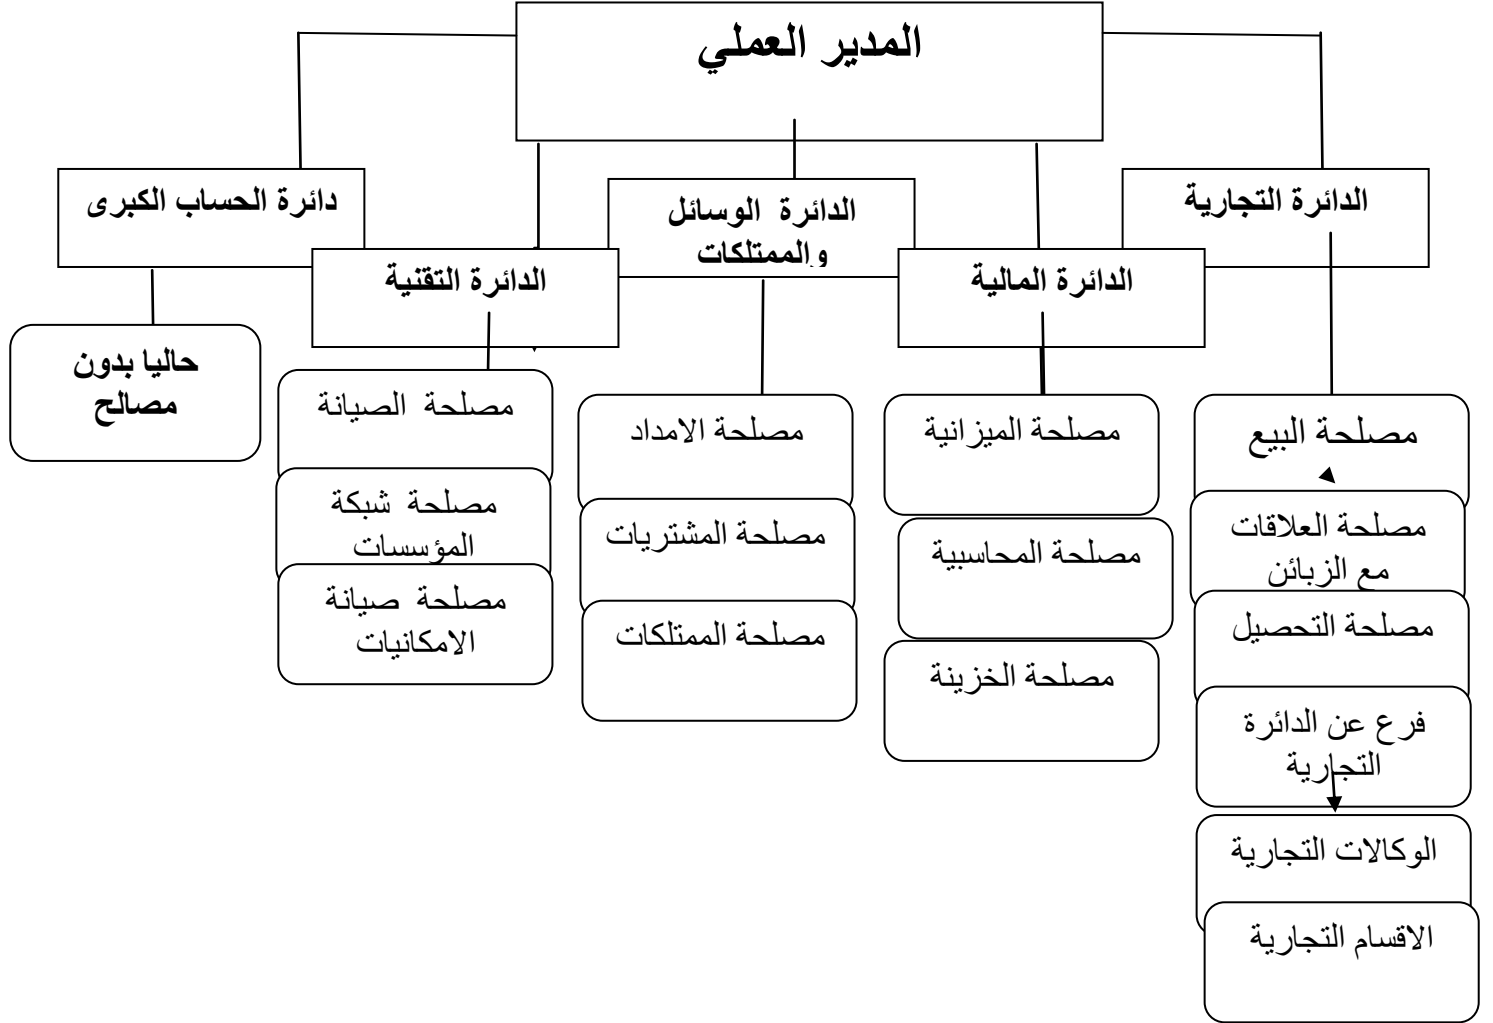 المدير العملي
الدائرة التجارية
الدائرة الوسائل
والممتلكات
دائرة الحساب الكبرى
الدائرة المالية
الدائرة التقنية
مصلحة البيع
مصلحة العلاقات
مع الزبائن
مصلحة التحصيل
فرع عن الدائرة
التجارية
الوكالات التجارية
الاقسام التجارية
مصلحة الميزانية
مصلحة المحاسبية
مصلحة الخزينة
مصلحة الامداد
مصلحة المشتريات
مصلحة الممتلكات
مصلحة الصيانة
مصلحة شبكة
المؤسسات
مصلحة صيانة
الامكانيات
حاليا بدون
مصالح